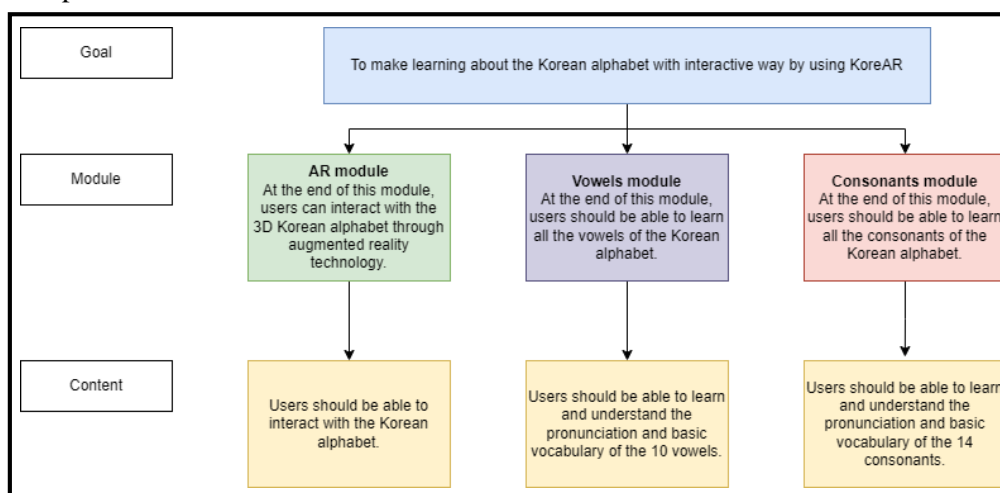 Goal
To make learning about the Korean alphabet with interactive way by using KoreAR
Module
AR module
At the end of this module,
users can interact with the
3D Korean alphabet through
augmented reality
technology.
Vowels module
At the end of this module,
users should be able to learn
all the vowels of the Korean
alphabet.
Consonants module
At the end of this module,
users should be able to learn
all the consonants of the
Korean alphabet.
Content
Users should be able to
interact with the Korean
alphabet.
Users should be able to learn
and understand the
pronunciation and basic
vocabulary of the 10 vowels.
Users should be able to learn
and understand the
pronunciation and basic
vocabulary of the 14
consonants.